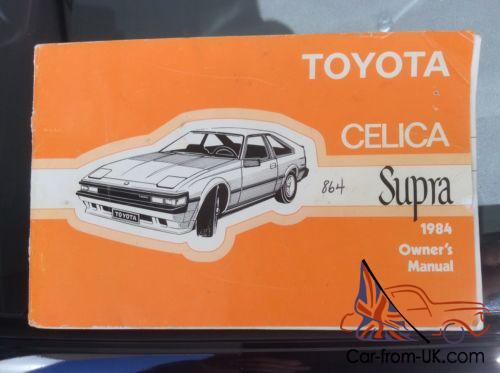 TOYOTA
CELICA
864
Supra
1984
Owner's
Manual
TOYOTA
Car-from-UK.com